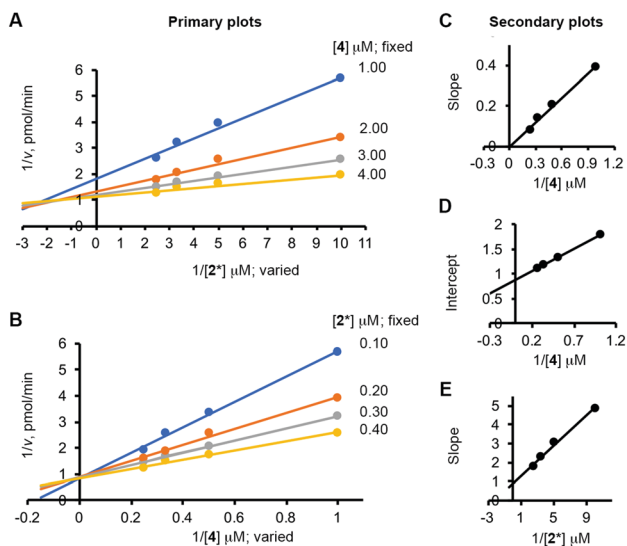 A
Primary plots
[4] μM; fixed
1/v, pmol/min
6
5
4
3
2
1
0
1.00
2.00
3.00
4.00
-3 -2 -1 0 1 2 3 4 5 6 7 8 9 10 11
1/[2*] μM; varied
B
[2*] μM; fixed
1/v, pmol/min
6
5
4
3
2
1
0
0.10
0.20
0.30
0.40
-0.2 0 0.2 0.4 0.6 0.8 1
1/[4] μM; varied
C
Secondary plots
Slope
0.4
0.2
0
-0.3 0 0.3 0.6 0.9 1.2
1/[4] μM
D
Intercept
2
1.5
1
0.5
0
-0.3 0.2 0.7 1.2
1/[4] μM
E
Slope
5
4
3
2
1
0
-3 1 5 9
1/[2*] μM